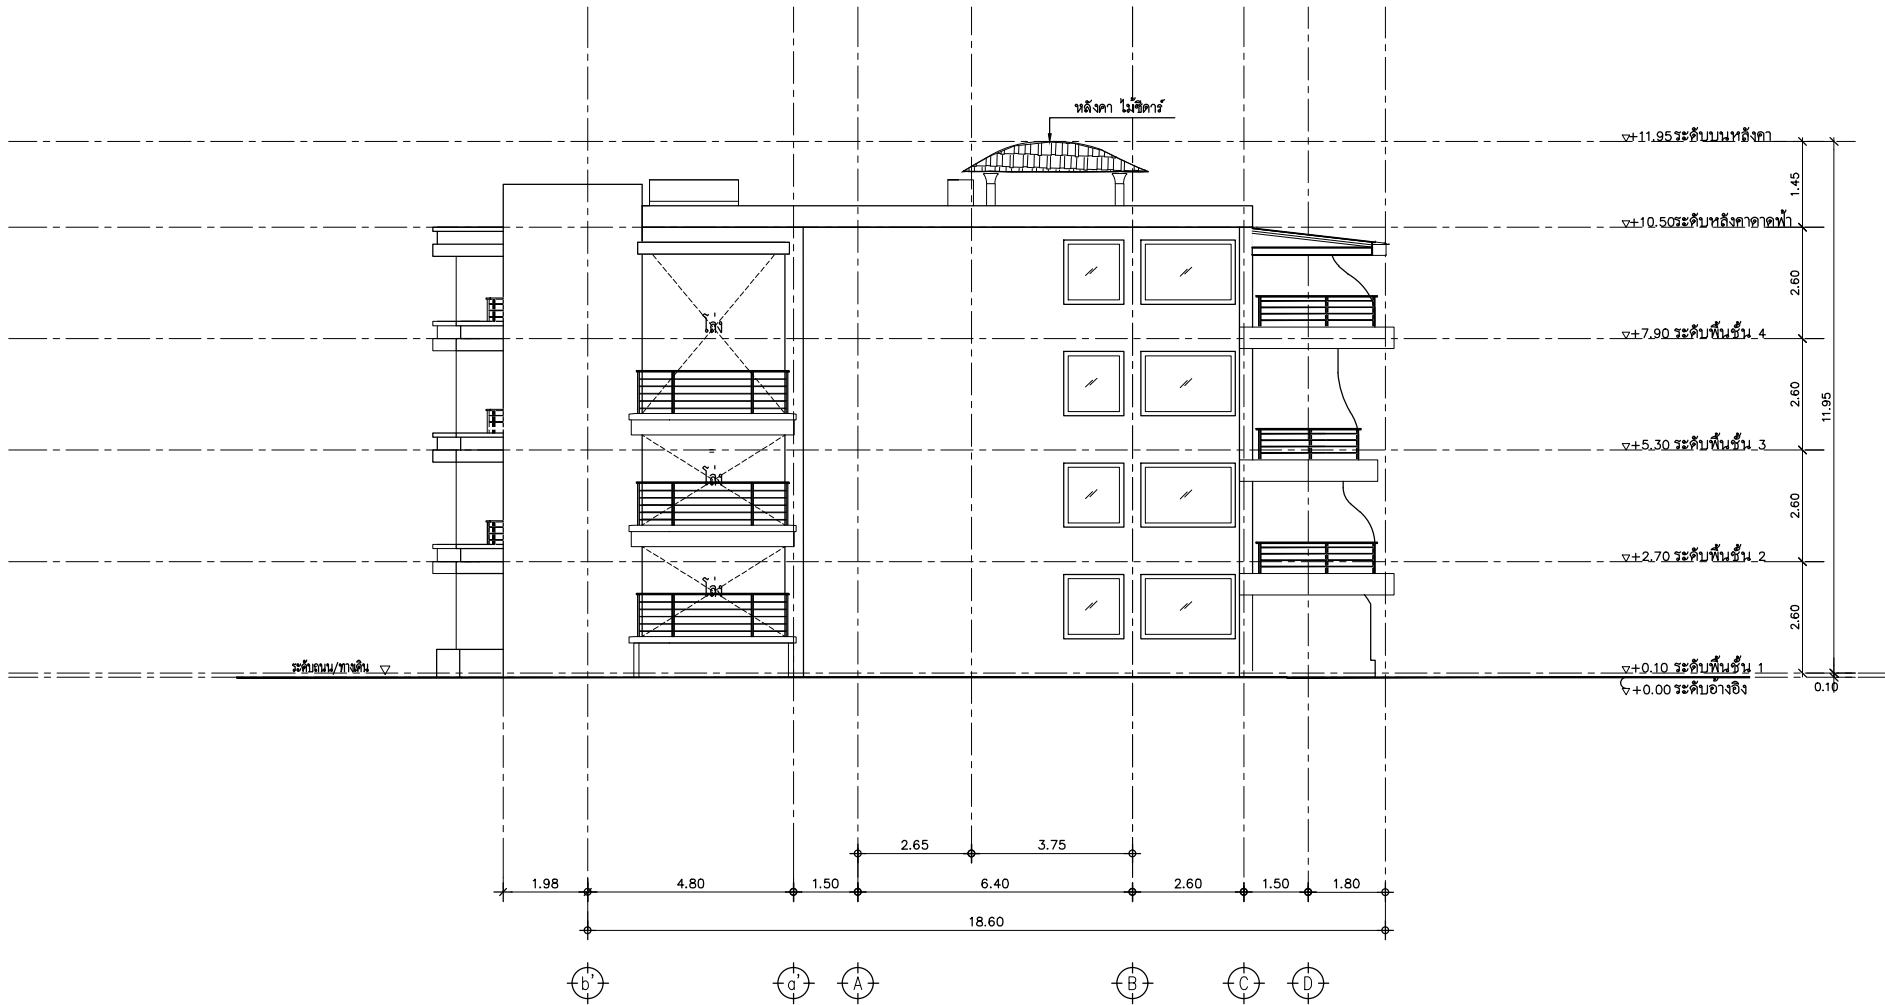 หลังคา ไม้ซีดาร์
+11.95 ระดับบนหลังคา
1.45
+10.50 ระดับหลังคาดาดฟ้า
2.60
โล่ง
+7.90 ระดับพื้นชั้น 4
2.60
11.95
+5.30 ระดับพื้นชั้น 3
โล่ง
2.60
+2.70 ระดับพื้นชั้น 2
โล่ง
2.60
ระดับถนน/ทางเดิน
+0.10 ระดับพื้นชั้น 1
+0.00 ระดับอ้างอิง
0.10
2.65 3.75
1.98 4.80 1.50 6.40 2.60 1.50 1.80
18.60
b' a' A B C D